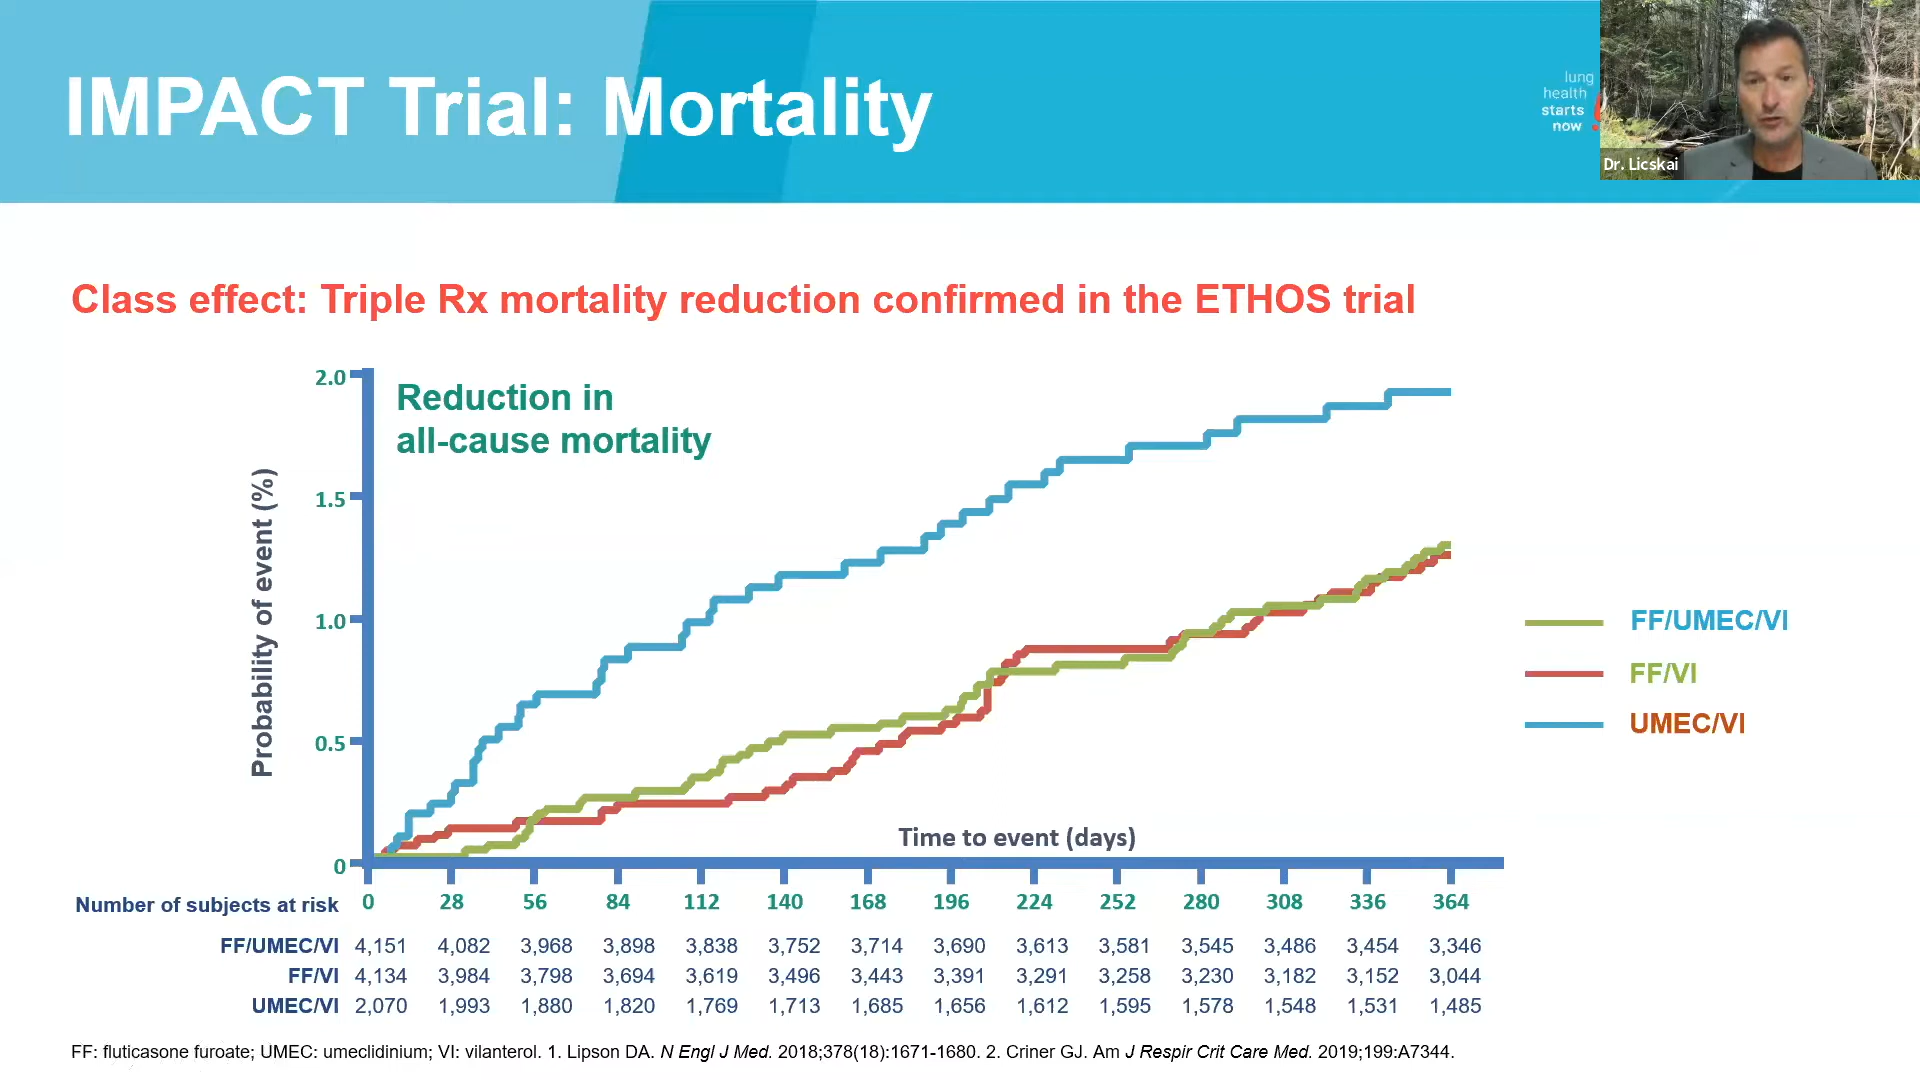 IMPACT Trial: Mortality
lung
health
starts
now
Dr. Licskai
Class effect: Triple Rx mortality reduction confirmed in the ETHOS trial
Reduction in
all-cause mortality
Probability of event (%)
2.0
1.5
1.0
0.5
0
Time to event (days)
FF/UMEC/VI
FF/VI
UMEC/VI
Number of subjects at risk 0 28 56 84 112 140 168 196 224 252 280 308 336 364
FF/UMEC/VI 4,151 4,082 3,968 3,898 3,838 3,752 3,714 3,690 3,613 3,581 3,545 3,486 3,454 3,346
FF/VI 4,134 3,984 3,798 3,694 3,619 3,496 3,443 3,391 3,291 3,258 3,230 3,182 3,152 3,044
UMEC/VI 2,070 1,993 1,880 1,820 1,769 1,713 1,685 1,656 1,612 1,595 1,578 1,548 1,531 1,485
FF: fluticasone furoate; UMEC: umeclidinium; VI: vilanterol. 1. Lipson DA. N Engl J Med. 2018;378(18):1671-1680. 2. Criner GJ. Am J Respir Crit Care Med. 2019;199:A7344.